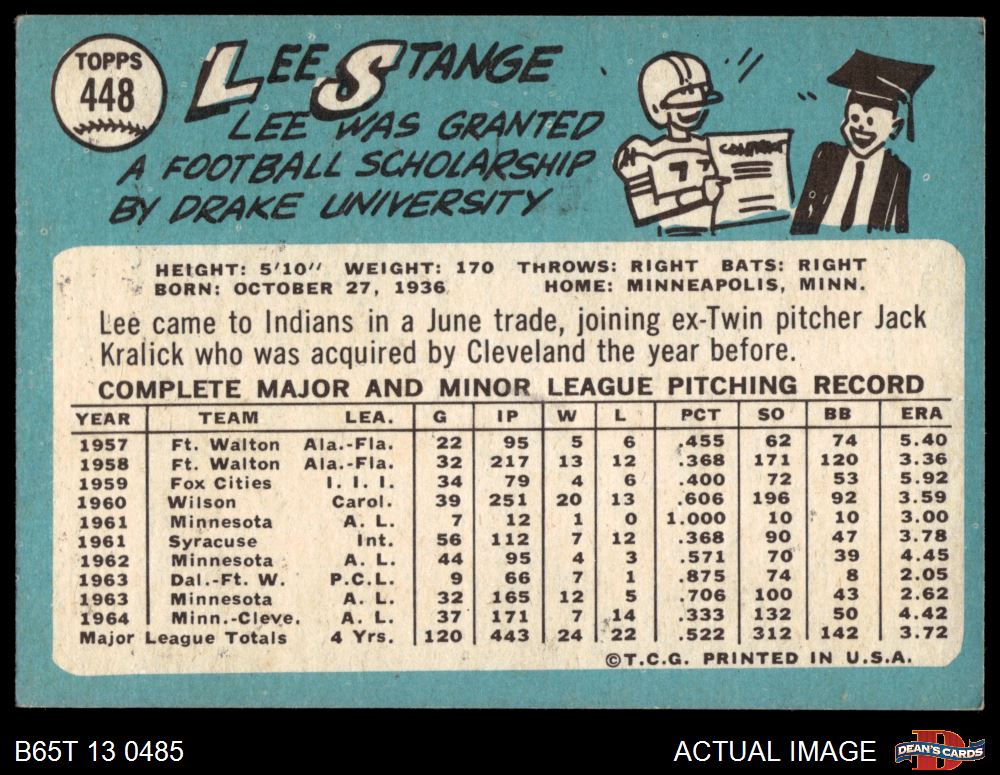 TOPPS
448
LEE STANGE
LEE WAS GRANTED
A FOOTBALL SCHOLARSHIP
BY DRAKE UNIVERSITY
CONTRACT
77
HEIGHT: 5'10" WEIGHT: 170 THROWS: RIGHT BATS: RIGHT
BORN: OCTOBER 27, 1936 HOME: MINNEAPOLIS, MINN.
Lee came to Indians in a June trade, joining ex-Twin pitcher Jack
Kralick who was acquired by Cleveland the year before.
COMPLETE MAJOR AND MINOR LEAGUE PITCHING RECORD
YEAR TEAM LEA. G IP W L PCT SO BB ERA
1957 Ft. Walton Ala.-Fla. 22 95 5 6 .455 62 74 5.40
1958 Ft. Walton Ala.-Fla. 32 217 13 12 .368 171 120 3.36
1959 Fox Cities I. I. I. 34 79 4 6 .400 72 53 5.92
1960 Wilson Carol. 39 251 20 13 .606 196 92 3.59
1961 Minnesota A. L. 7 12 1 0 1.000 10 10 3.00
1961 Syracuse Int. 56 112 7 12 .368 90 47 3.78
1962 Minnesota A. L. 44 95 4 3 .571 70 39 4.45
1963 Dal.-Ft. W. P.C.L. 9 66 7 1 .875 74 8 2.05
1963 Minnesota A. L. 32 165 12 5 .706 100 43 2.62
1964 Minn.-Cleve. A. L. 37 171 7 14 .333 132 50 4.42
Major League Totals 4 Yrs. 120 443 24 22 .522 312 142 3.72
©T.C.G. PRINTED IN U.S.A.
B65T 13 0485 ACTUAL IMAGE DEAN'S CARDS